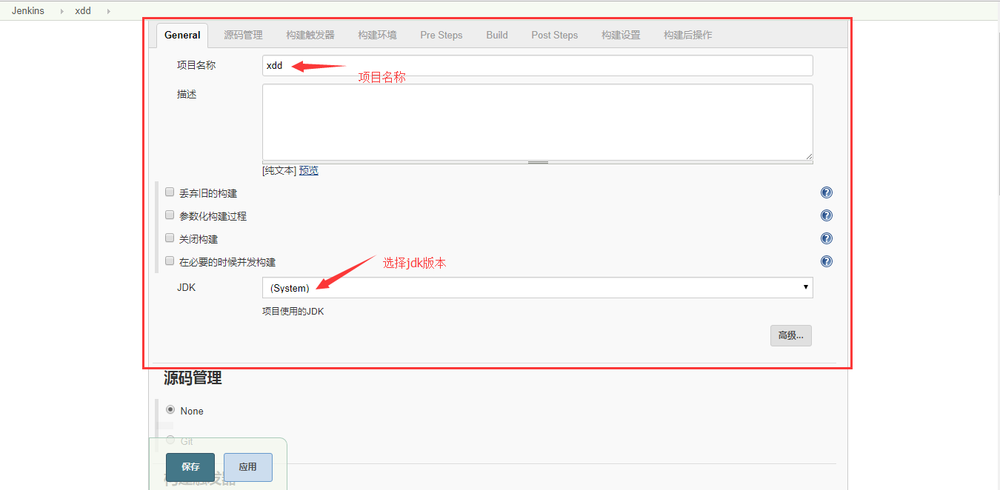 Jenkins xdd
General 源码管理 构建触发器 构建环境 Pre Steps Build Post Steps 构建设置 构建后操作
项目名称 xdd
项目名称
描述
[纯文本] 预览
丢弃旧的构建
参数化构建过程
关闭构建
在必要的时候并发构建
选择jdk版本
JDK (System)
项目使用的JDK
高级...
源码管理
None
Git
保存 应用
构建触发器